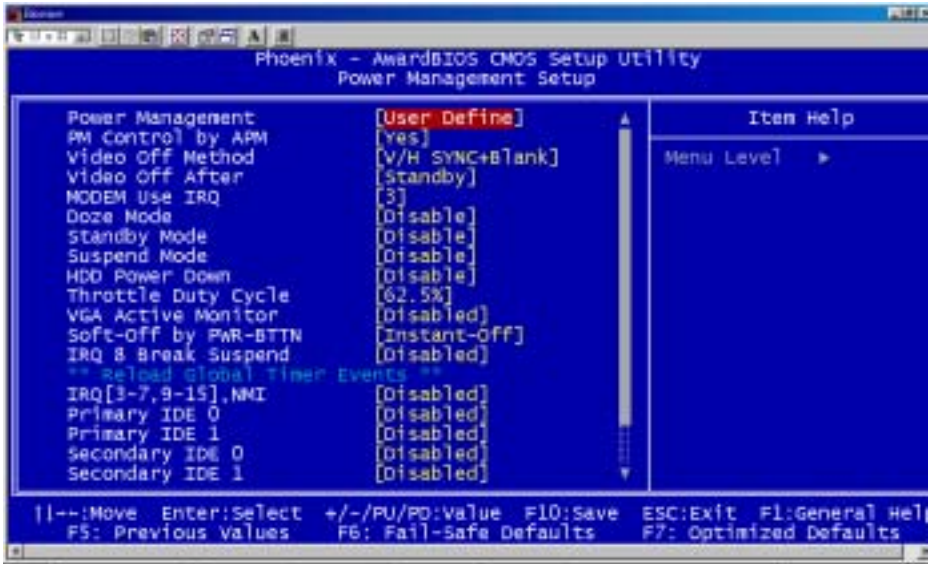 Phoenix - AwardBIOS CMOS Setup Utility
Power Management Setup
Power Management [User Define]
PM Control by APM [Yes]
Video Off Method [V/H SYNC+Blank]
Video Off After [Standby]
MODEM Use IRQ [3]
Doze Mode [Disable]
Standby Mode [Disable]
Suspend Mode [Disable]
HDD Power Down [Disable]
Throttle Duty Cycle [62.5%]
VGA Active Monitor [Disabled]
Soft-Off by PWR-BTTN [Instant-Off]
IRQ 8 Break Suspend [Disabled]
** Reload Global Timer Events **
IRQ[3-7,9-15],NMI [Disabled]
Primary IDE 0 [Disabled]
Primary IDE 1 [Disabled]
Secondary IDE 0 [Disabled]
Secondary IDE 1 [Disabled]
Item Help
Menu Level ▶
||--:Move Enter:Select +/-/PU/PD:Value F10:Save ESC:Exit F1:General Help
F5: Previous Values F6: Fail-Safe Defaults F7: Optimized Defaults